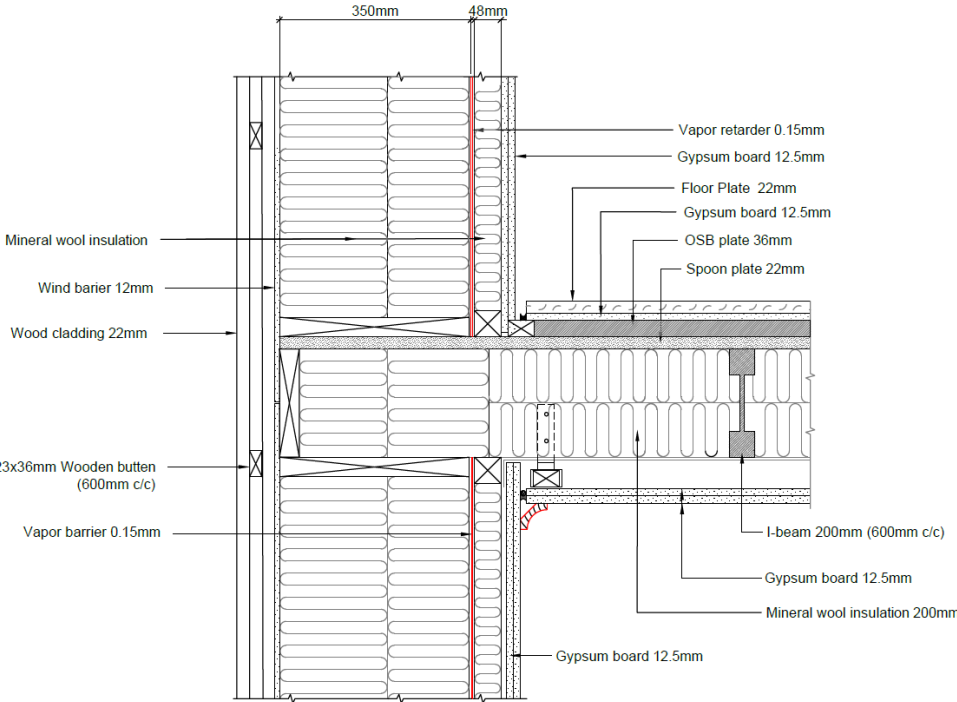 350mm
48mm
Vapor retarder 0.15mm
Gypsum board 12.5mm
Floor Plate 22mm
Gypsum board 12.5mm
Mineral wool insulation
OSB plate 36mm
Spoon plate 22mm
Wind barier 12mm
Wood cladding 22mm
23x36mm Wooden butten
(600mm c/c)
Vapor barrier 0.15mm
I-beam 200mm (600mm c/c)
Gypsum board 12.5mm
Mineral wool insulation 200mm
Gypsum board 12.5mm